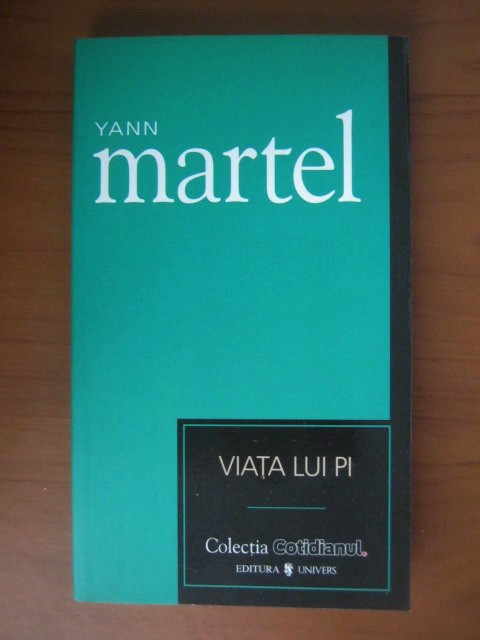 YANN
martel
VIAȚA LUI PI
Colecția Cotidianul.
EDITURA UNIVERS